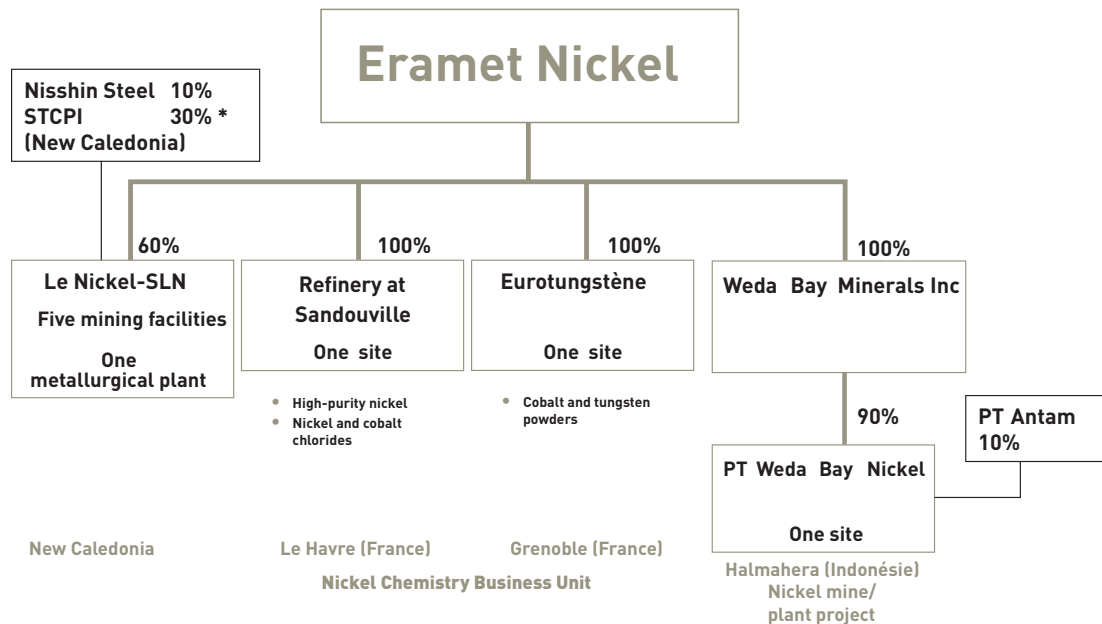 Eramet Nickel
Nisshin Steel 10%
STCPI 30% *
(New Caledonia)
60%
100%
100%
100%
Le Nickel-SLN
Five mining facilities
One
metallurgical plant
Refinery at
Sandouville
One site
Eurotungstène
One site
Weda Bay Minerals Inc
• High-purity nickel
• Nickel and cobalt
chlorides
• Cobalt and tungsten
powders
90%
PT Antam
10%
PT Weda Bay Nickel
One site
New Caledonia
Le Havre (France)
Grenoble (France)
Nickel Chemistry Business Unit
Halmahera (Indonésie)
Nickel mine/
plant project